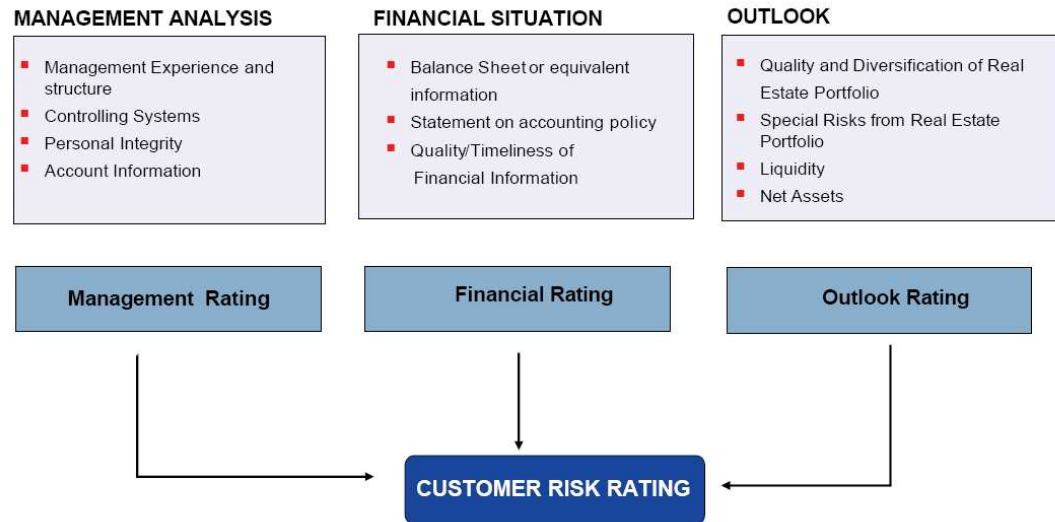 MANAGEMENT ANALYSIS
Management Experience and
structure
Controlling Systems
Personal Integrity
Account Information
FINANCIAL SITUATION
Balance Sheet or equivalent
information
Statement on accounting policy
Quality/Timeliness of
Financial Information
OUTLOOK
Quality and Diversification of Real
Estate Portfolio
Special Risks from Real Estate
Portfolio
Liquidity
Net Assets
Management Rating
Financial Rating
Outlook Rating
CUSTOMER RISK RATING